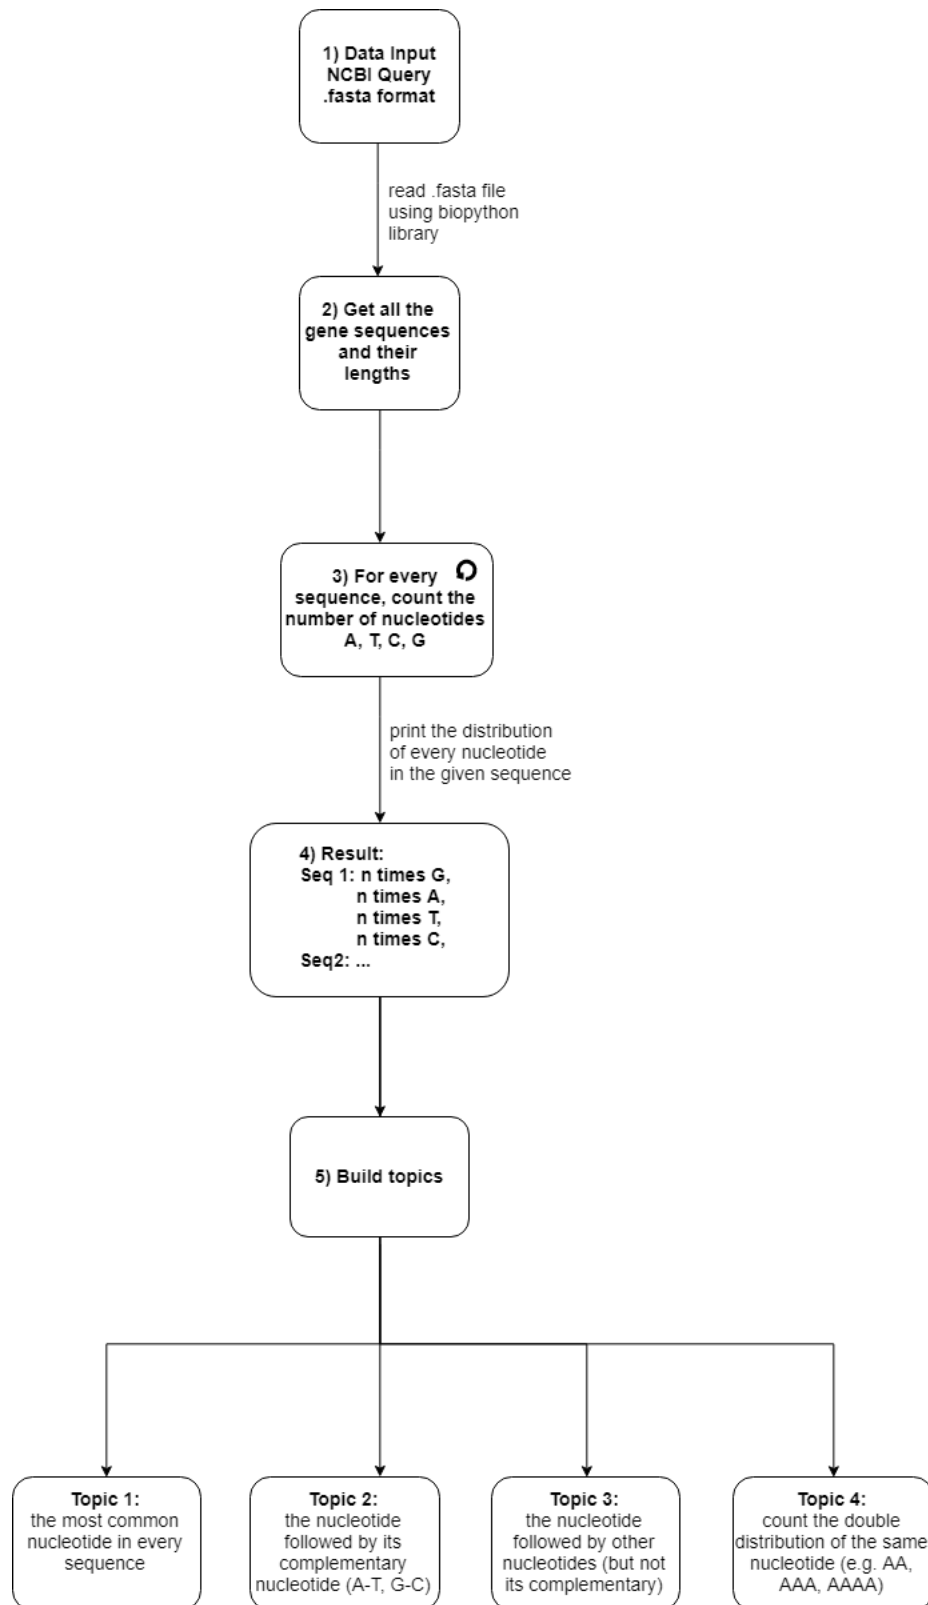 1) Data Input
NCBI Query
.fasta format
read .fasta file
using biopython
library
2) Get all the
gene sequences
and their
lengths
3) For every
sequence, count the
number of nucleotides
A, T, C, G
print the distribution
of every nucleotide
in the given sequence
4) Result:
Seq 1: n times G,
n times A,
n times T,
n times C,
Seq2: ...
5) Build topics
Topic 1:
the most common
nucleotide in every
sequence
Topic 2:
the nucleotide
followed by its
complementary
nucleotide (A-T, G-C)
Topic 3:
the nucleotide
followed by other
nucleotides (but not
its complementary)
Topic 4:
count the double
distribution of the same
nucleotide (e.g. AA,
AAA, AAAA)